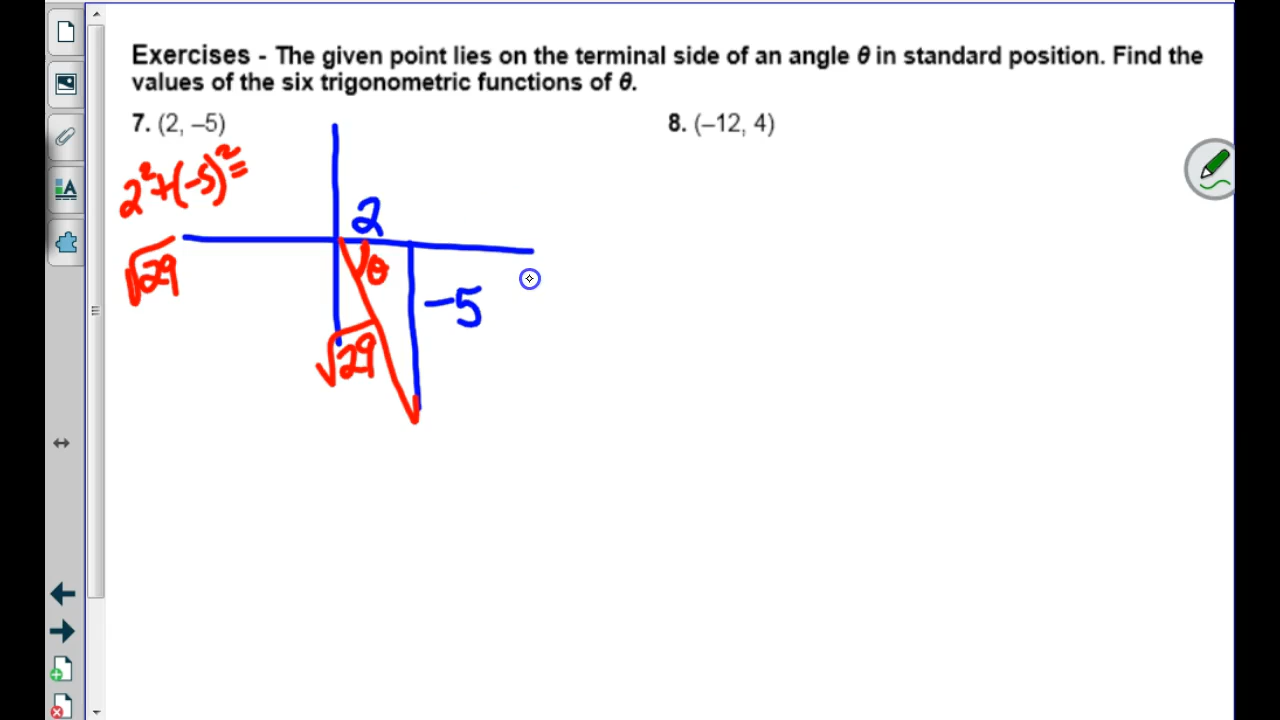 Exercises - The given point lies on the terminal side of an angle θ in standard position. Find the
values of the six trigonometric functions of θ.
7. (2, –5)
8. (–12, 4)
2²+(-5)²=
√29
2
θ
-5
√29